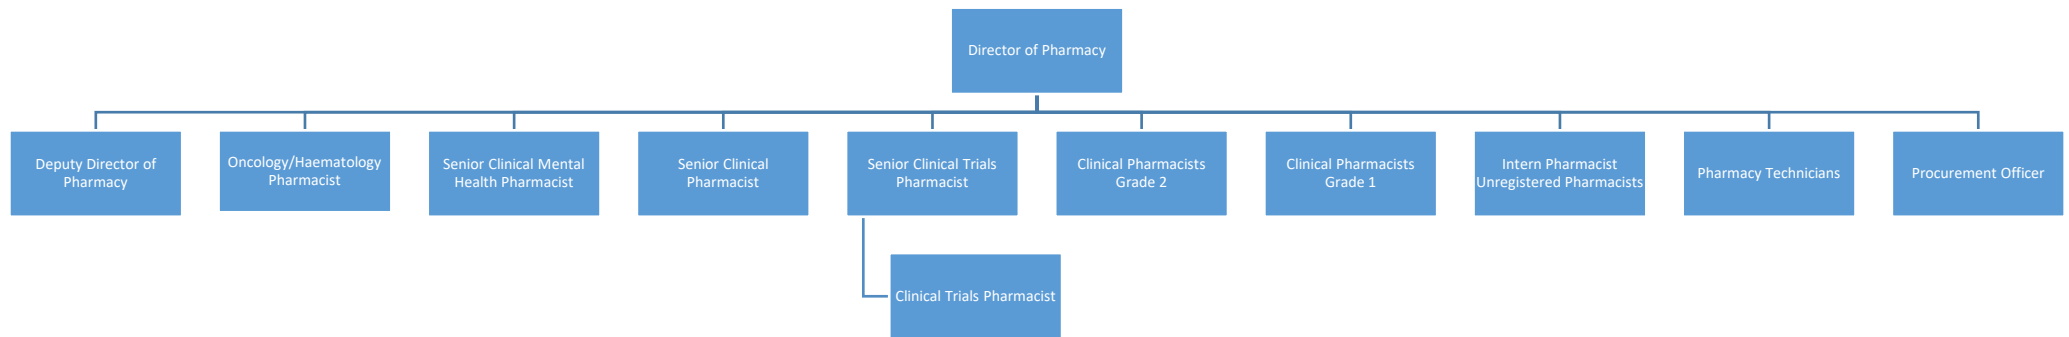 Director of Pharmacy
Deputy Director of
Pharmacy
Oncology/Haematology
Pharmacist
Senior Clinical Mental
Health Pharmacist
Senior Clinical
Pharmacist
Senior Clinical Trials
Pharmacist
Clinical Pharmacists
Grade 2
Clinical Pharmacists
Grade 1
Intern Pharmacist
Unregistered Pharmacists
Pharmacy Technicians
Procurement Officer
Clinical Trials Pharmacist